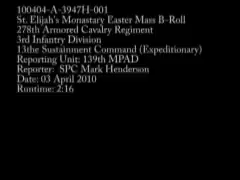 100404-A-3947H-001
St. Elijah's Monastary Easter Mass B-Roll
278th Armored Cavalry Regiment
3rd Infantry Division
13the Sustainment Command (Expeditionary)
Reporting Unit: 139th MPAD
Reporter:  SPC Mark Henderson
Date: 03 April 2010
Runtime: 2:16